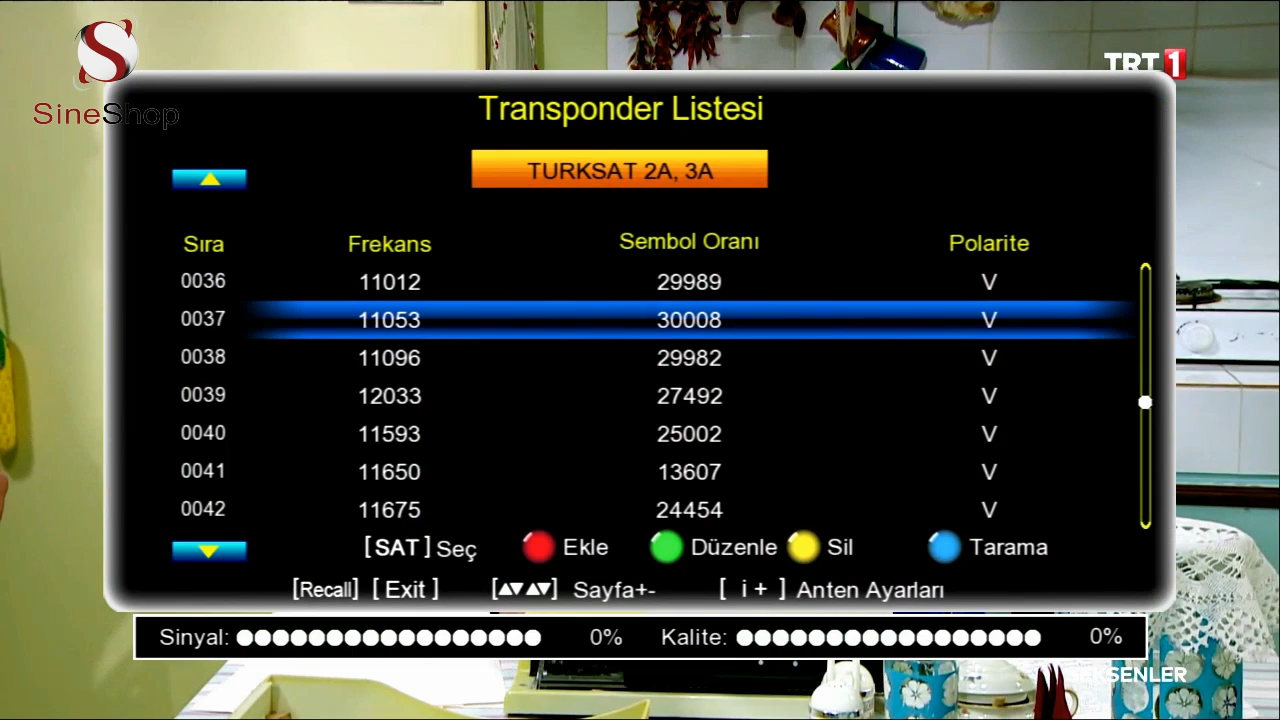 TRT 1
SineShop
Transponder Listesi
TURKSAT 2A, 3A
Sıra Frekans Sembol Oranı Polarite
0036 11012 29989 V
0037 11053 30008 V
0038 11096 29982 V
0039 12033 27492 V
0040 11593 25002 V
0041 11650 13607 V
0042 11675 24454 V
[SAT] Seç Ekle Düzenle Sil Tarama
[Recall] [Exit] [▲▼▲▼] Sayfa+- [ i + ] Anten Ayarları
Sinyal: 0% Kalite: 0%
SEKSENLER